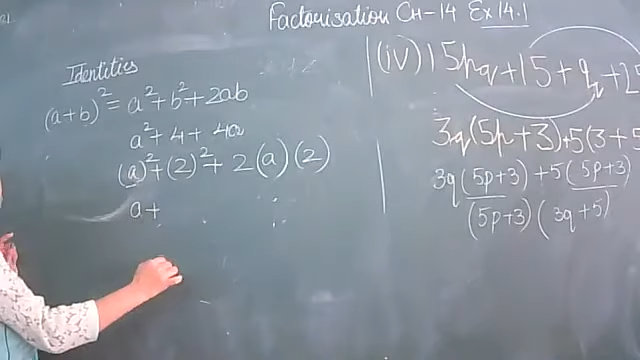 Factorisation CH-14 Ex 14.1
Identities
(a+b)² = a²+b²+2ab
a²+4+4a
(a)²+(2)²+2(a)(2)
a+
(iv) 15pq+15+9q+25
3q(5p+3)+5(3+5
3q(5p+3)+5(5p+3)
(5p+3)(3q+5)